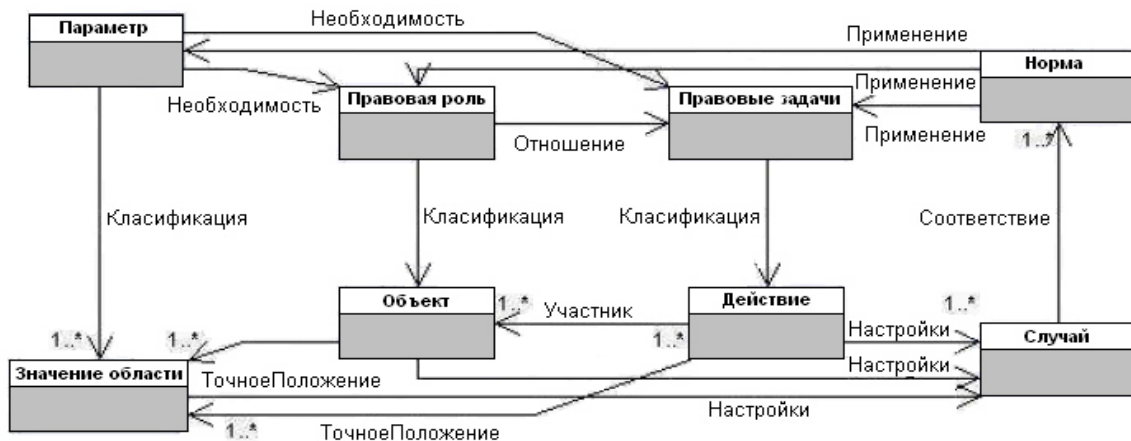 Необходимость
Параметр
Применение
Норма
Необходимость
Правовая роль
Правовые задачи
Применение
Отношение
Применение
1..*
Класификация
Класификация
Класификация
Соответствие
Объект
1..*
Участник
Действие
1..*
1..*
1..*
1..*
Настройки
Случай
Значение области
ТочноеПоложение
Настройки
Настройки
1..*
ТочноеПоложение